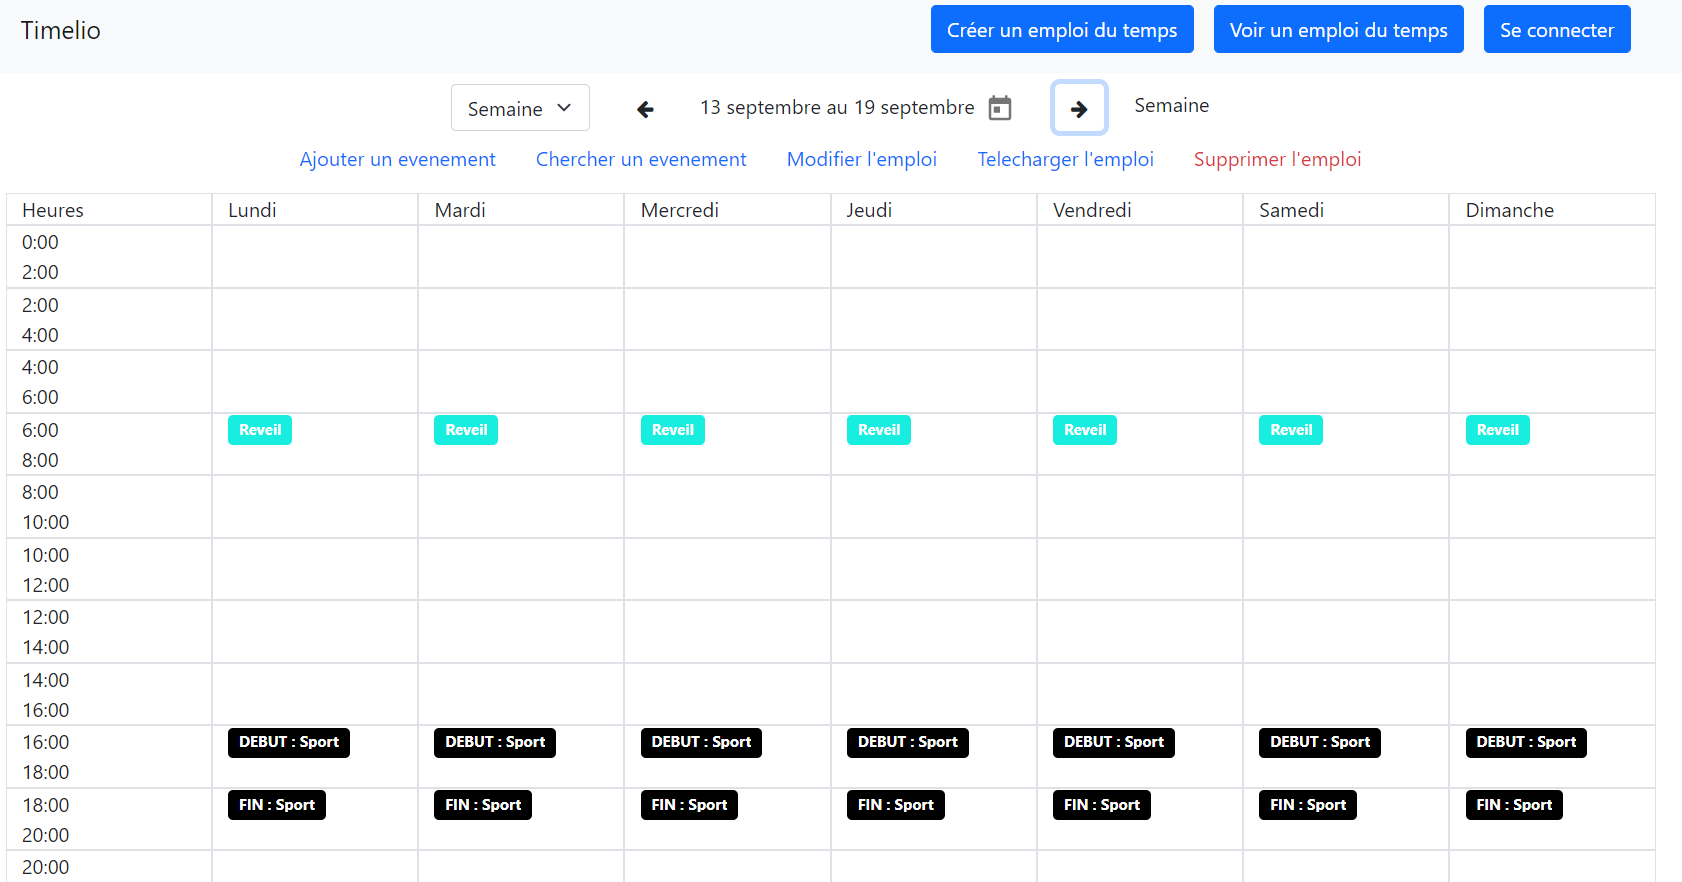 Timelio
Créer un emploi du temps Voir un emploi du temps Se connecter
Semaine 13 septembre au 19 septembre Semaine
Ajouter un evenement Chercher un evenement Modifier l'emploi Telecharger l'emploi Supprimer l'emploi
Heures Lundi Mardi Mercredi Jeudi Vendredi Samedi Dimanche
0:00
2:00
2:00
4:00
4:00
6:00
6:00 Reveil Reveil Reveil Reveil Reveil Reveil Reveil
8:00
8:00
10:00
10:00
12:00
12:00
14:00
14:00
16:00
16:00 DEBUT : Sport DEBUT : Sport DEBUT : Sport DEBUT : Sport DEBUT : Sport DEBUT : Sport DEBUT : Sport
18:00
18:00 FIN : Sport FIN : Sport FIN : Sport FIN : Sport FIN : Sport FIN : Sport FIN : Sport
20:00
20:00